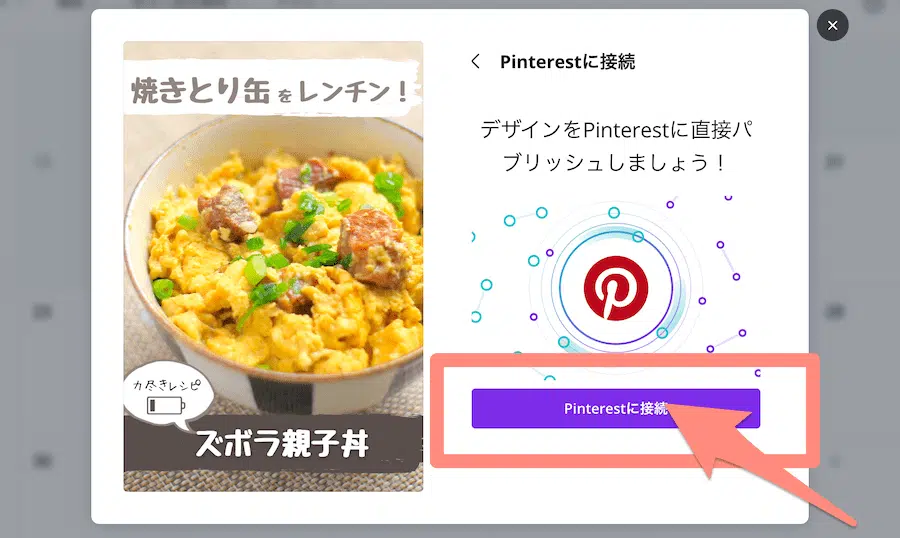 焼きとり缶をレンチン！
力尽きレシピ
ズボラ親子丼
Pinterestに接続
デザインをPinterestに直接パ
ブリッシュしましょう！
Pinterestに接続